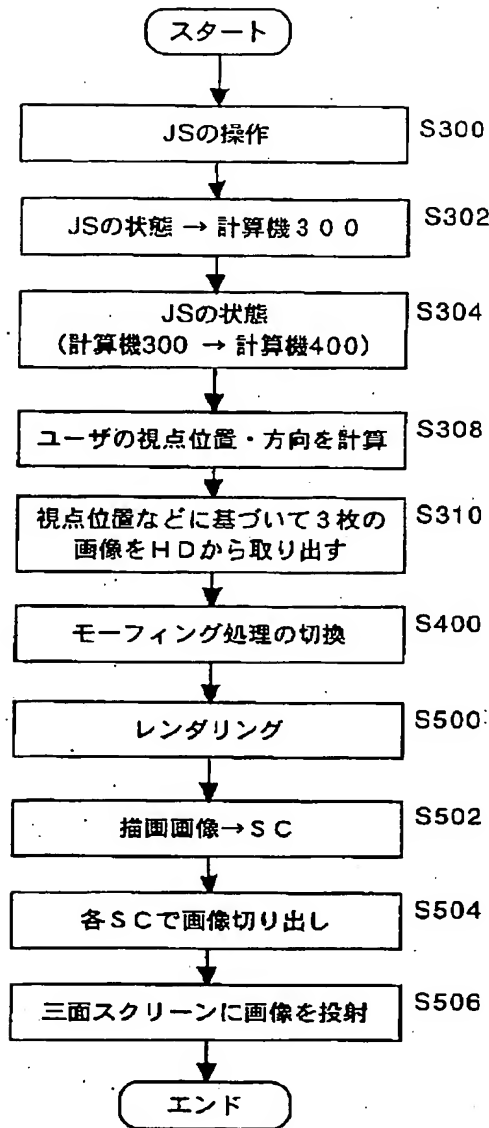 スタート
JSの操作
S300
JSの状態 → 計算機300
S302
JSの状態
(計算機300 → 計算機400)
S304
ユーザの視点位置・方向を計算
S308
視点位置などに基づいて3枚の
画像をHDから取り出す
S310
モーフィング処理の切換
S400
レンダリング
S500
描画画像→SC
S502
各SCで画像切り出し
S504
三面スクリーンに画像を投射
S506
エンド